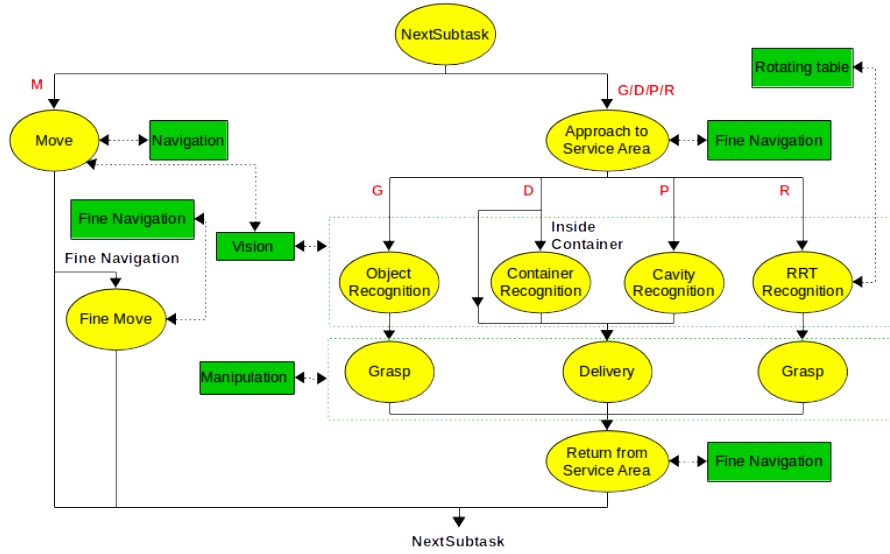 NextSubtask
Rotating table
M
G/D/P/R
Move
Navigation
Approach to
Service Area
Fine Navigation
G
D
P
R
Fine Navigation
Inside
Container
Vision
Fine Navigation
Object
Recognition
Container
Recognition
Cavity
Recognition
RRT
Recognition
Fine Move
Manipulation
Grasp
Delivery
Grasp
Return from
Service Area
Fine Navigation
NextSubtask